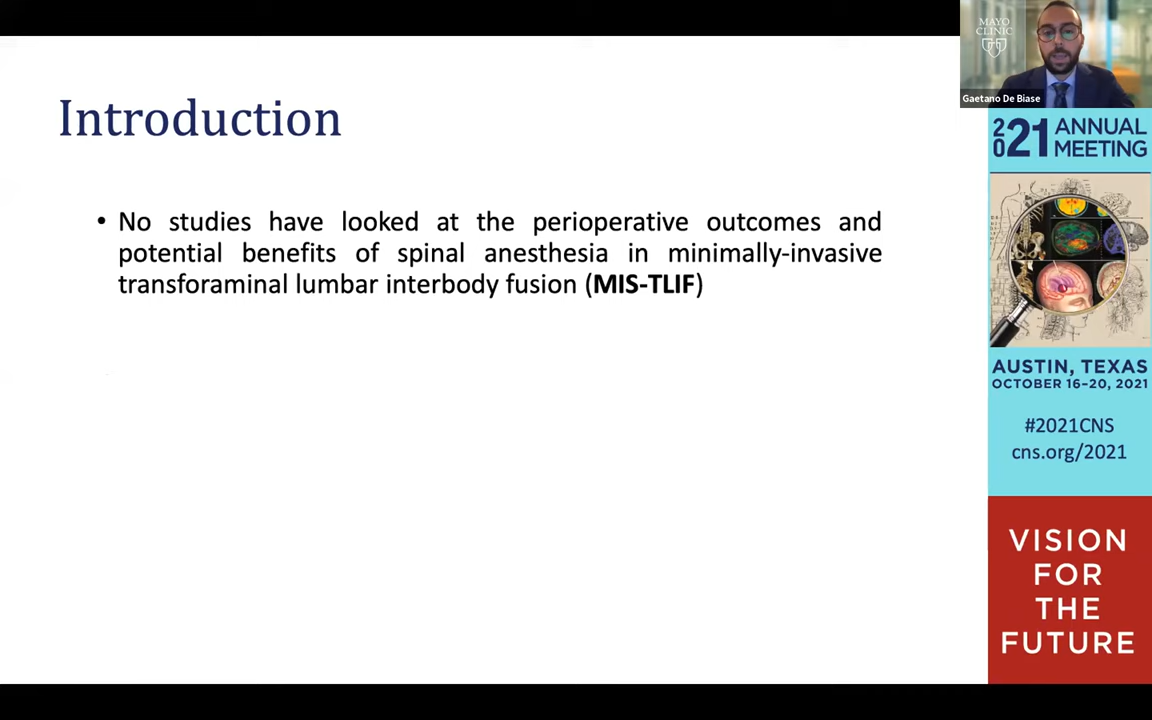 MAYO
CLINIC
Gaetano De Biase
Introduction
• No studies have looked at the perioperative outcomes and
potential benefits of spinal anesthesia in minimally-invasive
transforaminal lumbar interbody fusion (MIS-TLIF)
2021 ANNUAL
MEETING
AUSTIN, TEXAS
OCTOBER 16–20, 2021
#2021CNS
cns.org/2021
VISION
FOR
THE
FUTURE